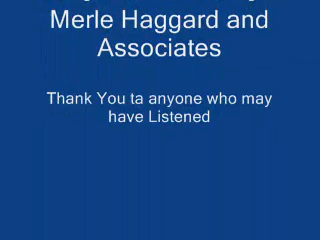 Merle Haggard and
Associates
Thank You ta anyone who may
have Listened